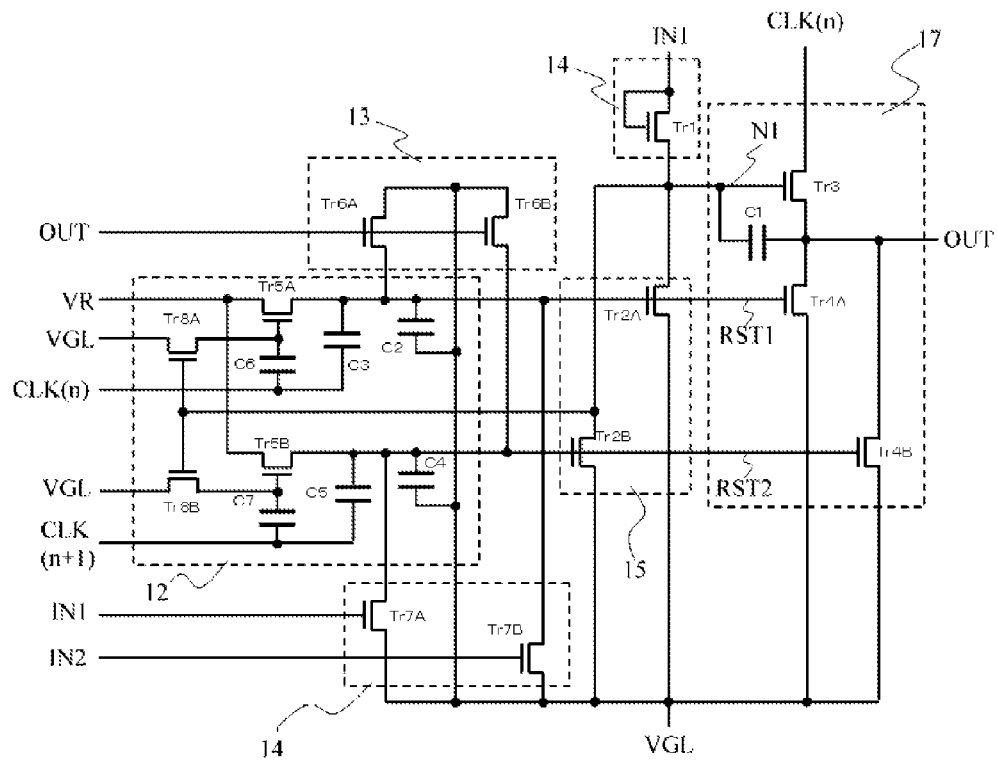 CLK(n)
IN1
17
14
13
Tr1
N1
Tr3
Tr6A
Tr6B
C1
OUT
OUT
VR
Tr5A
Tr2A
Tr4A
RST1
Tr8A
VGL
C6
C3
C2
CLK(n)
Tr5B
C4
Tr2B
Tr4B
VGL
Tr8B
C7
C5
RST2
CLK
(n+1)
12
15
IN1
Tr7A
Tr7B
IN2
14
VGL